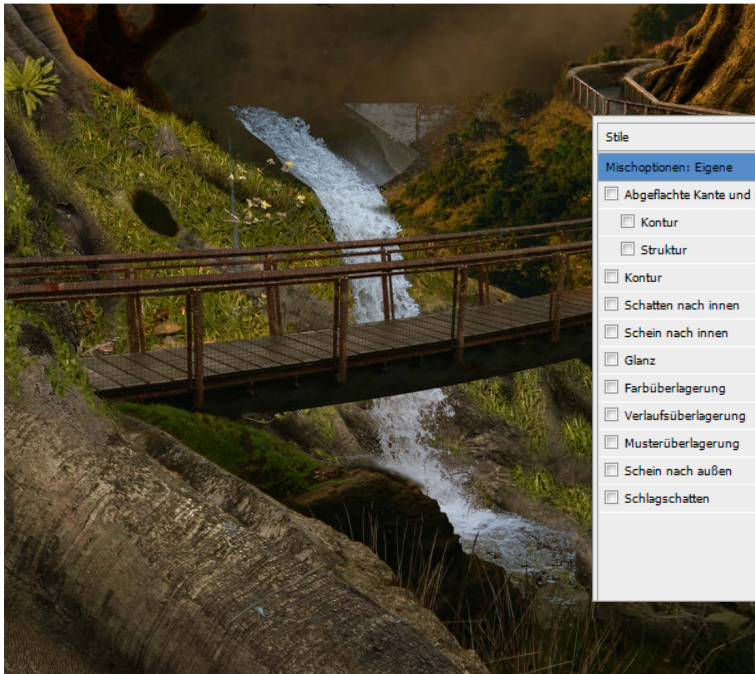 Stile
Mischoptionen: Eigene
Abgeflachte Kante und
Kontur
Struktur
Kontur
Schatten nach innen
Schein nach innen
Glanz
Farbüberlagerung
Verlaufsüberlagerung
Musterüberlagerung
Schein nach außen
Schlagschatten